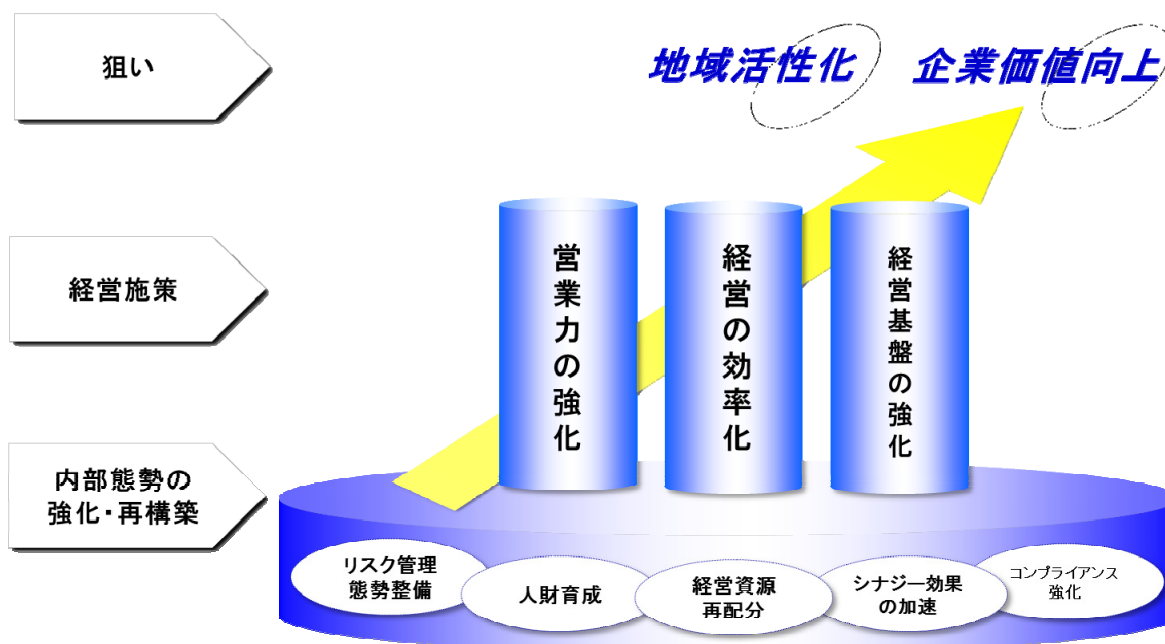 狙い
地域活性化
企業価値向上
経営施策
営業力の強化
経営の効率化
経営基盤の強化
内部態勢の
強化・再構築
リスク管理
態勢整備
人財育成
経営資源
再配分
シナジー効果
の加速
コンプライアンス
強化